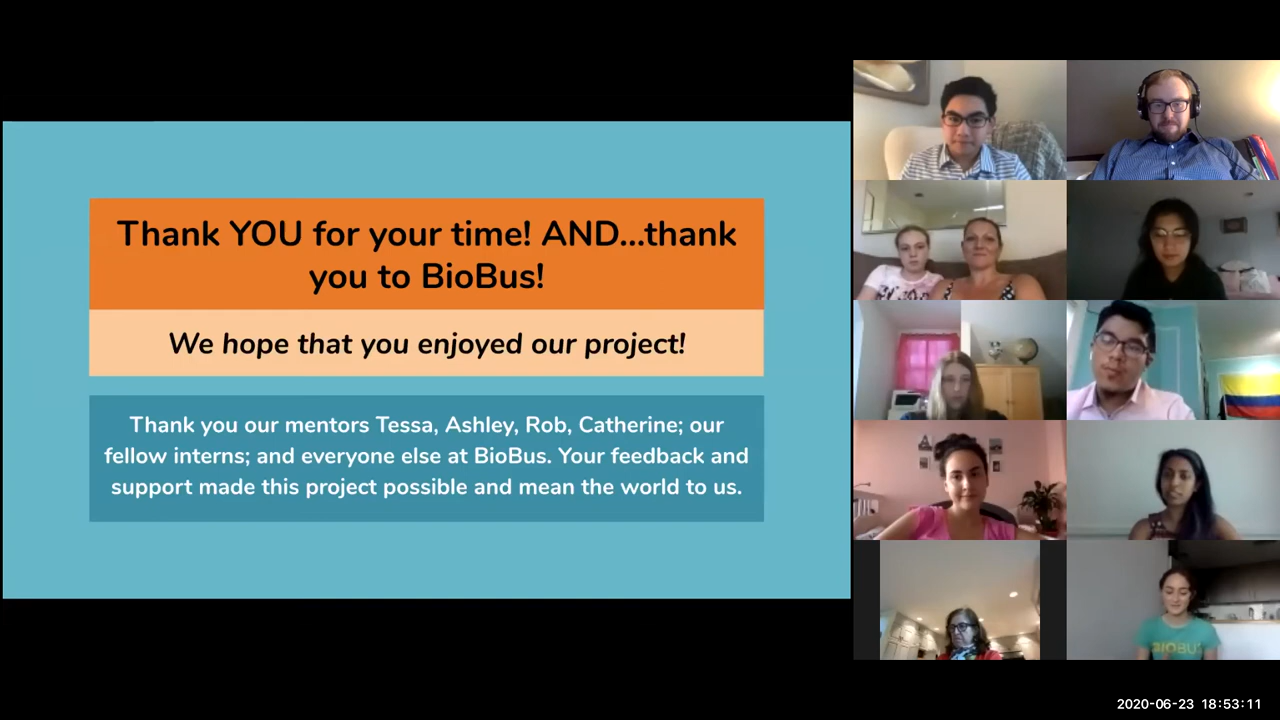 Thank YOU for your time! AND...thank
you to BioBus!
We hope that you enjoyed our project!
Thank you our mentors Tessa, Ashley, Rob, Catherine; our
fellow interns; and everyone else at BioBus. Your feedback and
support made this project possible and mean the world to us.
BIOBUS
2020-06-23 18:53:11